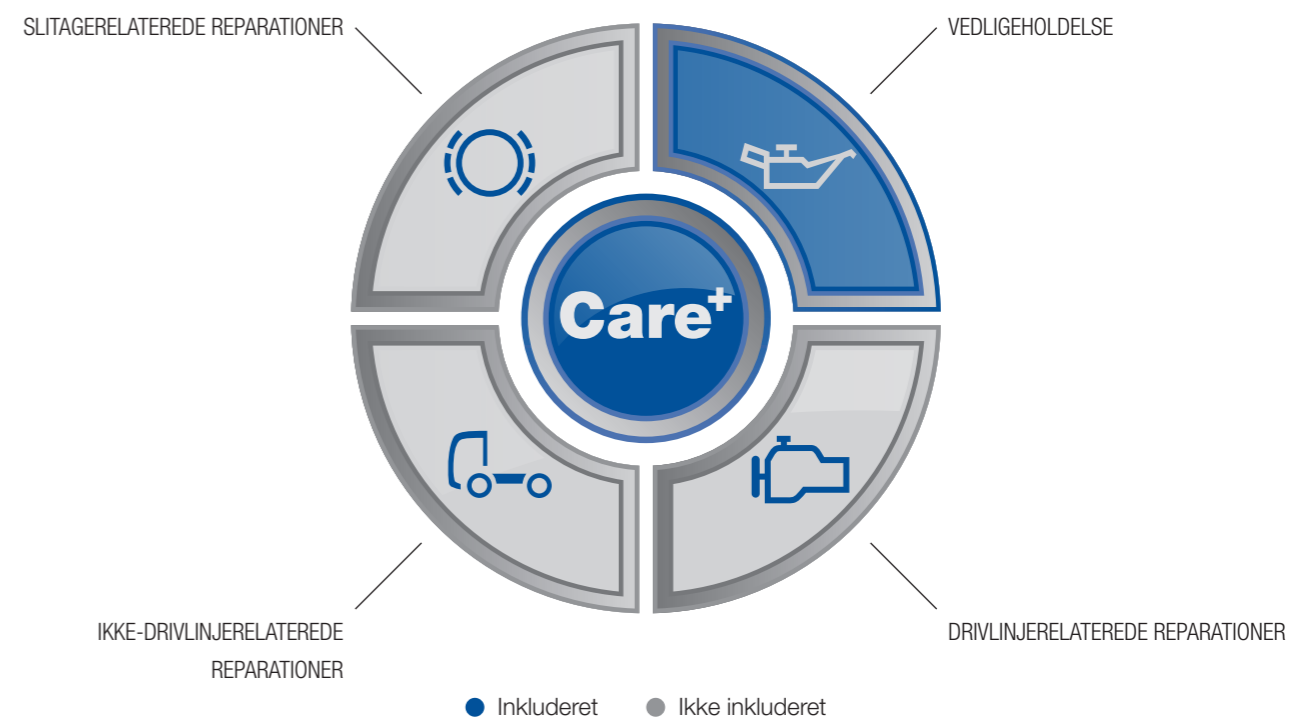 SLITAGERELATEREDE REPARATIONER
VEDLIGEHOLDELSE
Care+
IKKE-DRIVLINJERELATEREDE
REPARATIONER
DRIVLINJERELATEREDE REPARATIONER
Inkluderet
Ikke inkluderet